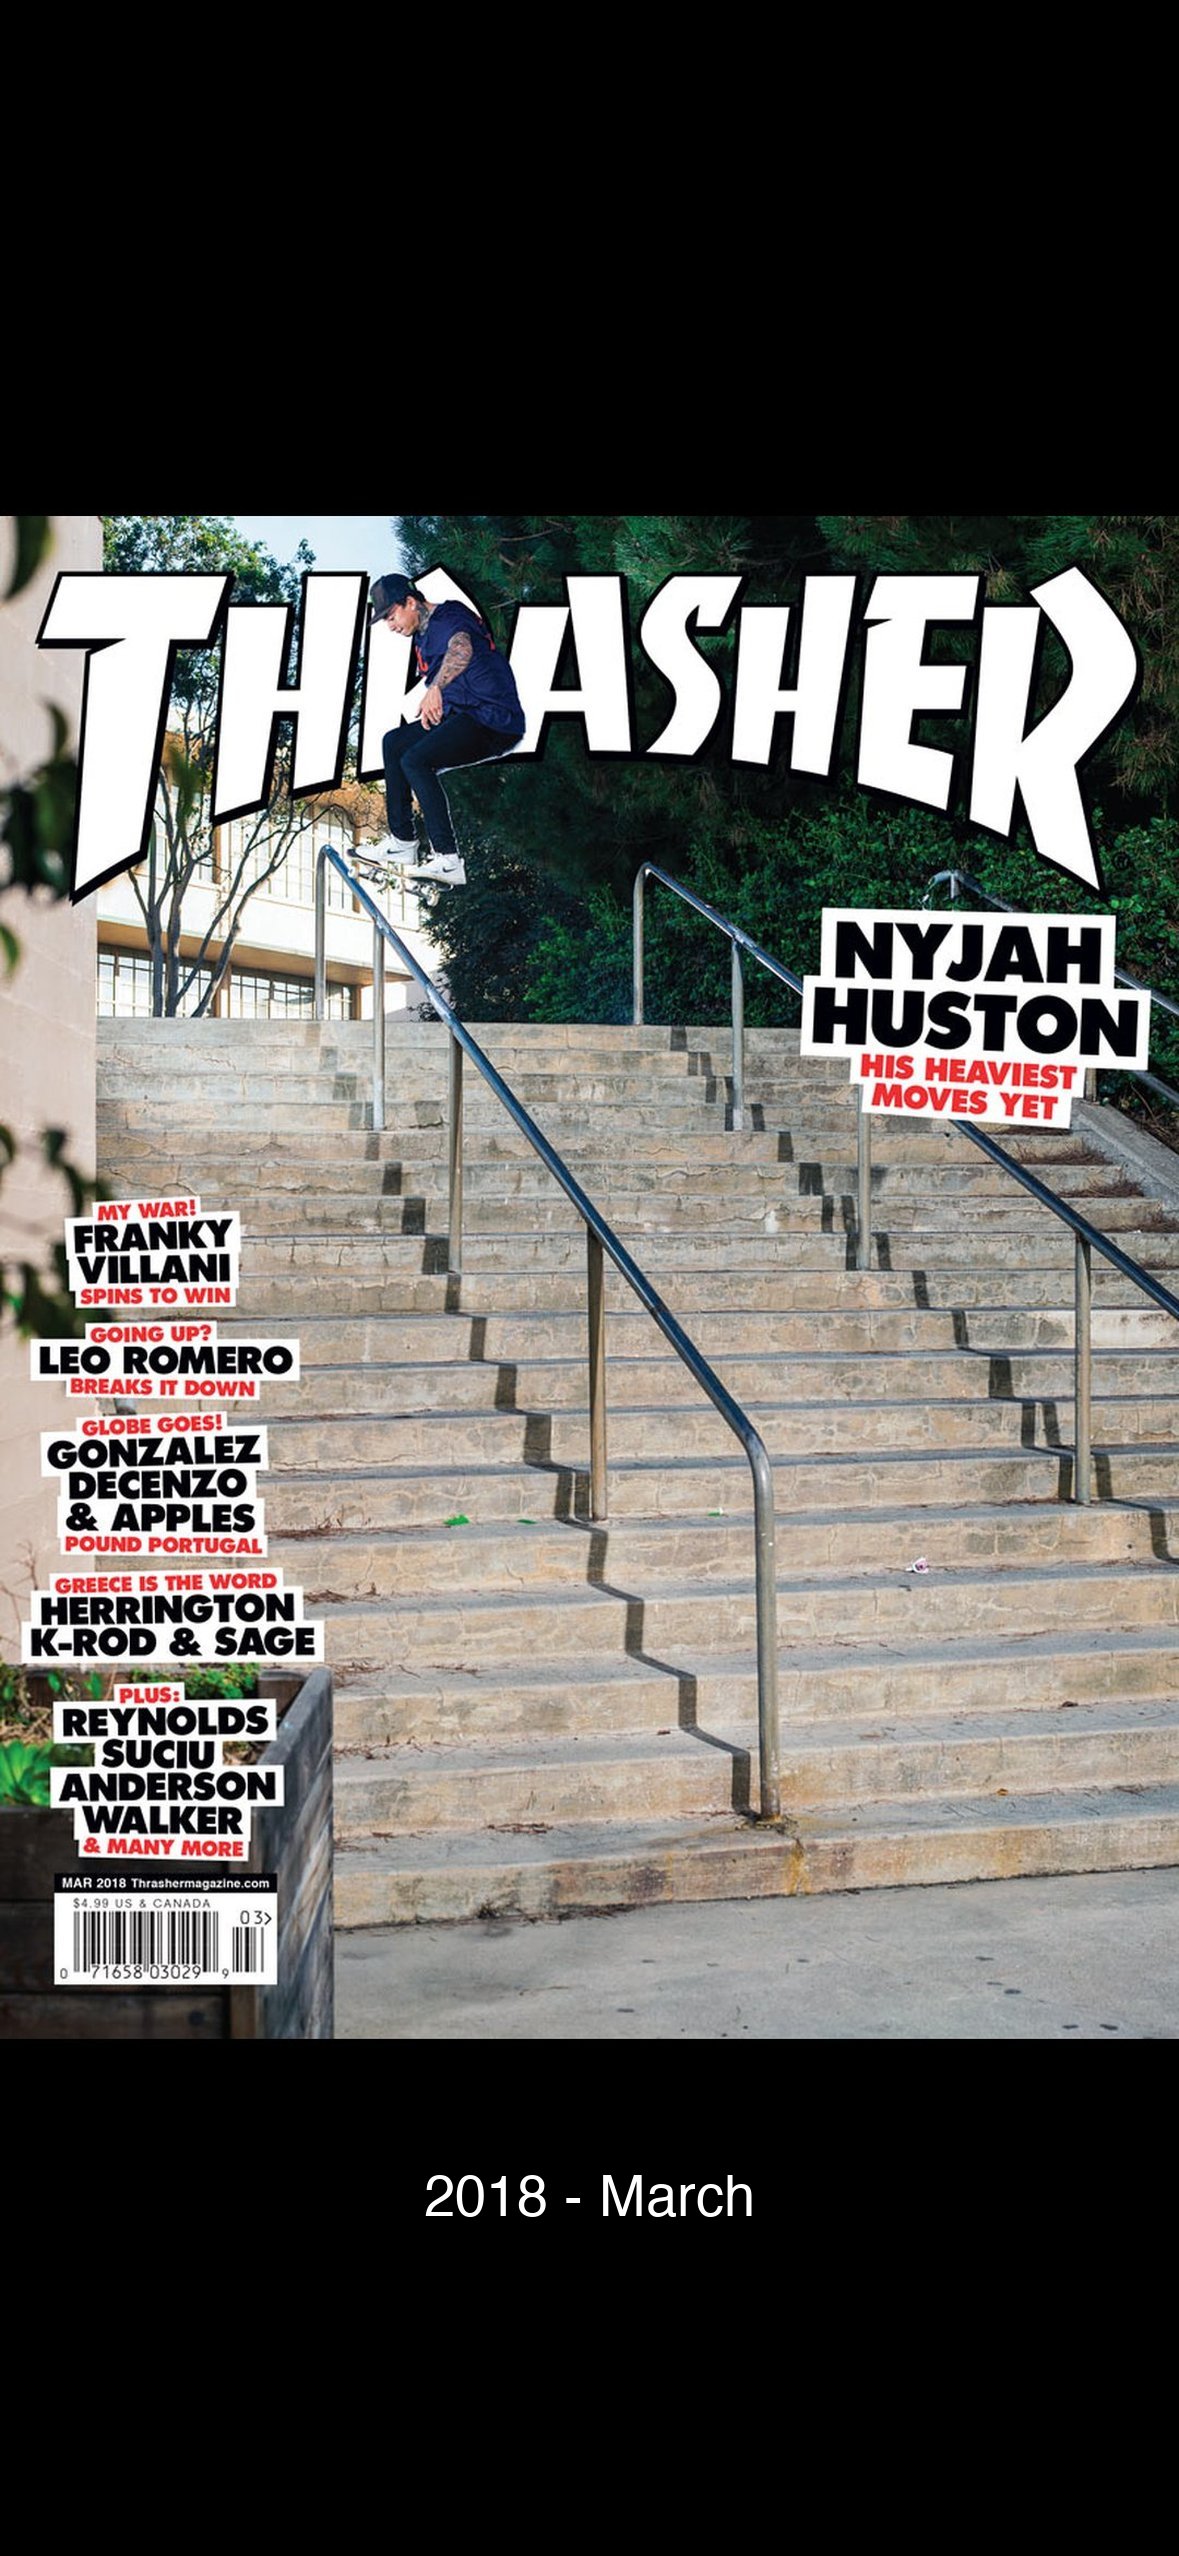 THRASHER
NYJAH
HUSTON
HIS HEAVIEST
MOVES YET
MY WAR!
FRANKY
VILLANI
SPINS TO WIN
GOING UP?
LEO ROMERO
BREAKS IT DOWN
GLOBE GOES!
GONZALEZ
DECENZO
& APPLES
POUND PORTUGAL
GREECE IS THE WORD
HERRINGTON
K-ROD & SAGE
PLUS:
REYNOLDS
SUCIU
ANDERSON
WALKER
& MANY MORE
MAR 2018 Thrashermagazine.com
$4.99 US & CANADA
03>
0 71658 03029 9
2018 - March